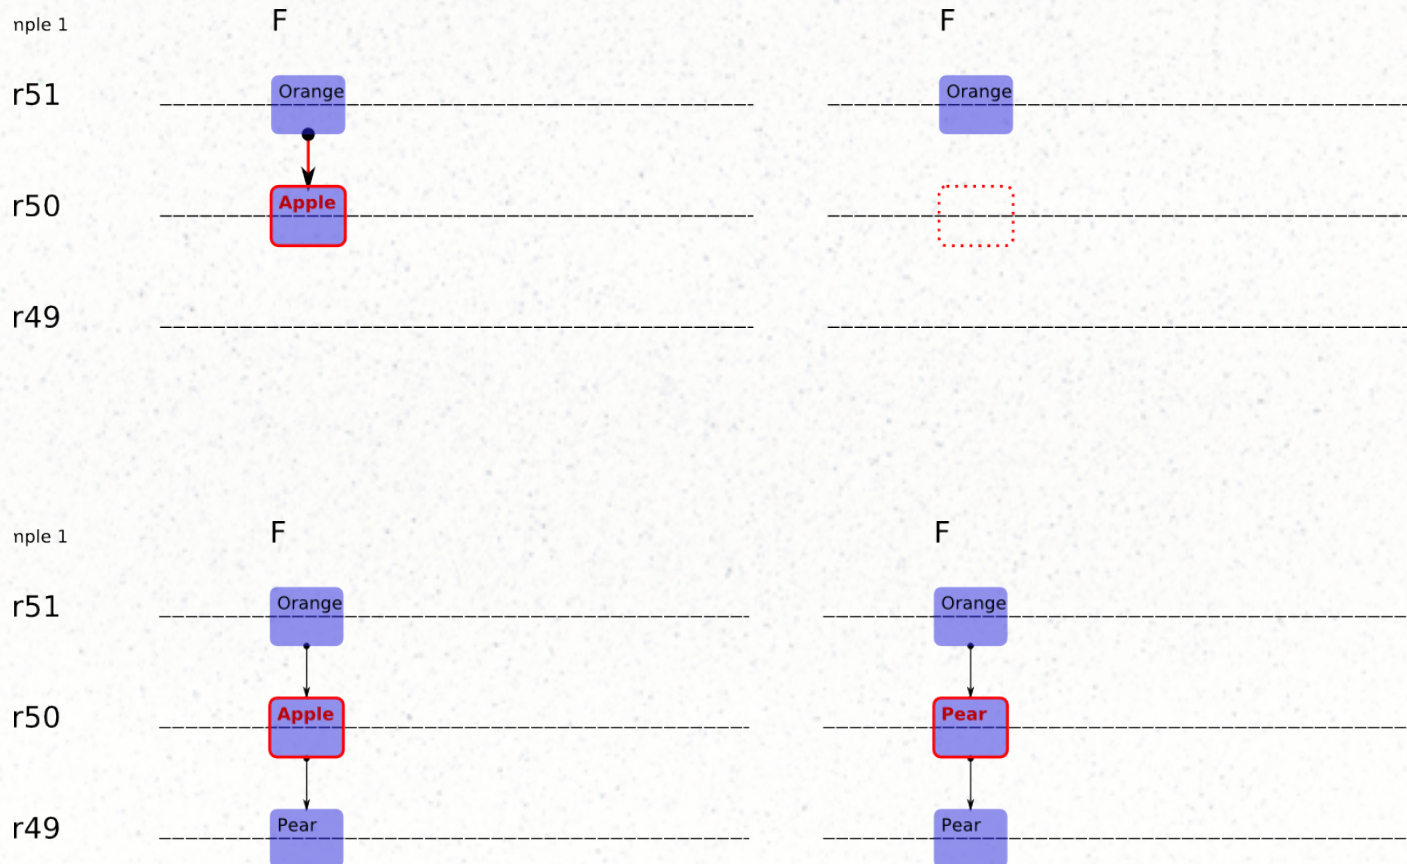 nple 1 F F
r51 Orange Orange
r50 Apple
r49
nple 1 F F
r51 Orange Orange
r50 Apple Pear
r49 Pear Pear